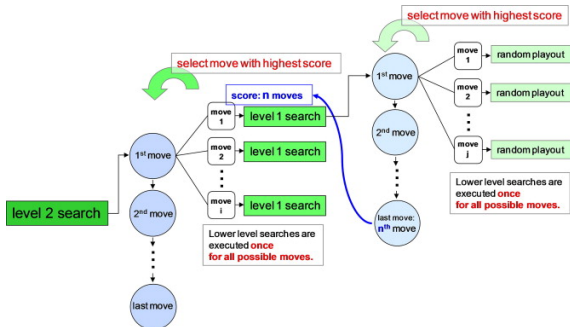 select move with highest score
select move with highest score
score: n moves
level 2 search
1st move
2nd move
last move
move
1
level 1 search
move
2
level 1 search
move
i
level 1 search
Lower level searches are
executed once
for all possible moves.
1st move
2nd move
last move:
nth move
move
1
random playout
move
2
random playout
move
j
random playout
Lower level searches are
executed once
for all possible moves.